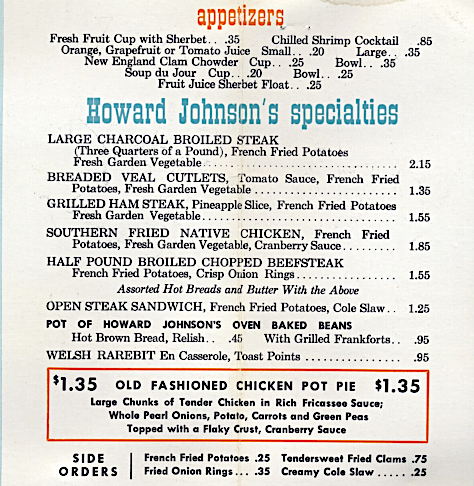 appetizers
Fresh Fruit Cup with Sherbet.. .35 Chilled Shrimp Cocktail .85
Orange, Grapefruit or Tomato Juice Small.. .20 Large.. .35
New England Clam Chowder Cup.. .25 Bowl.. .35
Soup du Jour Cup.. .20 Bowl.. .25
Fruit Juice Sherbet Float.. .25
Howard Johnson's specialties
LARGE CHARCOAL BROILED STEAK
(Three Quarters of a Pound), French Fried Potatoes
Fresh Garden Vegetable.............................. 2.15
BREADED VEAL CUTLETS, Tomato Sauce, French Fried
Potatoes, Fresh Garden Vegetable..................... 1.35
GRILLED HAM STEAK, Pineapple Slice, French Fried Potatoes
Fresh Garden Vegetable.............................. 1.55
SOUTHERN FRIED NATIVE CHICKEN, French Fried
Potatoes, Fresh Garden Vegetable, Cranberry Sauce......... 1.85
HALF POUND BROILED CHOPPED BEEFSTEAK
French Fried Potatoes, Crisp Onion Rings................. 1.55
Assorted Hot Breads and Butter With the Above
OPEN STEAK SANDWICH, French Fried Potatoes, Cole Slaw.. 1.25
POT OF HOWARD JOHNSON'S OVEN BAKED BEANS
Hot Brown Bread, Relish.. .45 With Grilled Frankforts.. .95
WELSH RAREBIT En Casserole, Toast Points ................ .95
$1.35 OLD FASHIONED CHICKEN POT PIE $1.35
Large Chunks of Tender Chicken in Rich Fricassee Sauce;
Whole Pearl Onions, Potato, Carrots and Green Peas
Topped with a Flaky Crust, Cranberry Sauce
SIDE ORDERS
French Fried Potatoes .25 Tendersweet Fried Clams .75
Fried Onion Rings... .35 Creamy Cole Slaw ..... .25